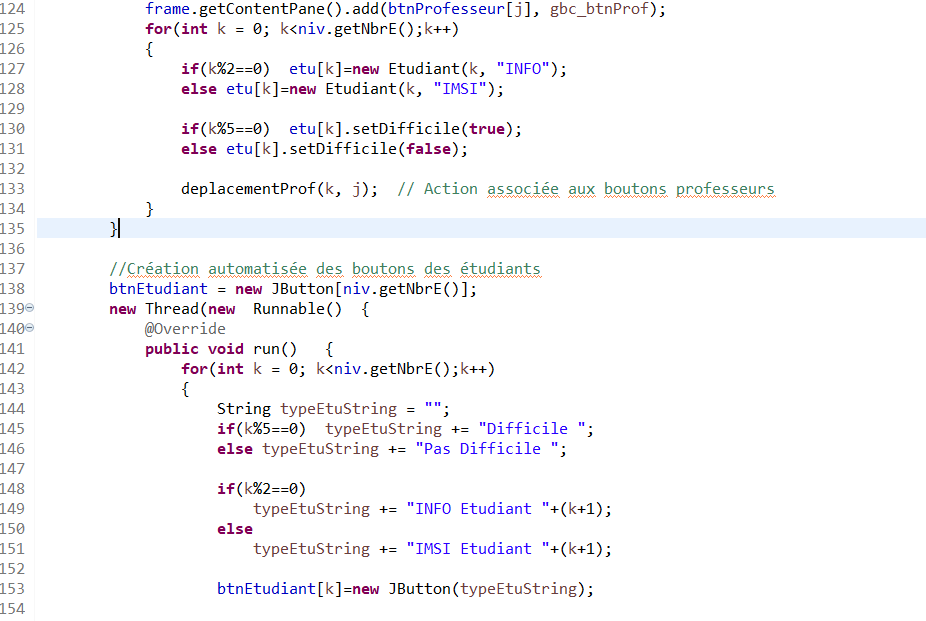 124 frame.getContentPane().add(btnProfesseur[j], gbc_btnProf);
125 for(int k = 0; k<niv.getNbrE();k++)
126 {
127 if(k%2==0)  etu[k]=new Etudiant(k, "INFO");
128 else etu[k]=new Etudiant(k, "IMSI");
129
130 if(k%5==0)  etu[k].setDifficile(true);
131 else etu[k].setDifficile(false);
132
133 deplacementProf(k, j);  // Action associée aux boutons professeurs
134 }
135 }
136
137 //Création automatisée des boutons des étudiants
138 btnEtudiant = new JButton[niv.getNbrE()];
139 new Thread(new  Runnable()  {
140 @Override
141 public void run()   {
142 for(int k = 0; k<niv.getNbrE();k++)
143 {
144 String typeEtuString = "";
145 if(k%5==0)  typeEtuString += "Difficile ";
146 else typeEtuString += "Pas Difficile ";
147
148 if(k%2==0)
149 typeEtuString += "INFO Etudiant "+(k+1);
150 else
151 typeEtuString += "IMSI Etudiant "+(k+1);
152
153 btnEtudiant[k]=new JButton(typeEtuString);
154